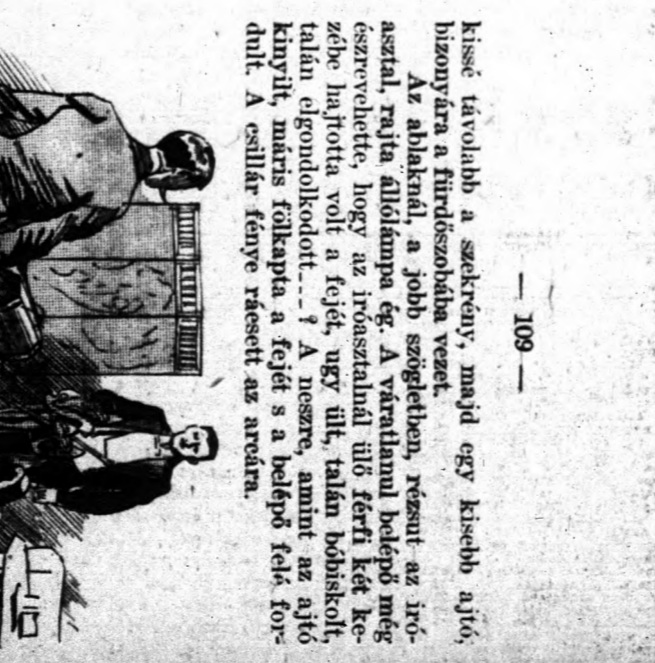 — 109 —
kissé távolabb a szekrény, majd egy kisebb ajtó,
bizonyára a fürdőszobába vezet.
Az ablaknál, a jobb szögletben, rézsut az iró-
asztal, rajta állólámpa ég. A váratlanul belépő még
észrevehette, hogy az iróasztalnál ülő férfi két ke-
zébe hajtotta volt a fejét, ugy ült, talán bóbiskolt,
talán elgondolkodott...? A neszre, amint az ajtó
kinyilt, máris fölkapta a fejét s a belépő felé for-
dult. A csillár fénye ráesett az arcára.